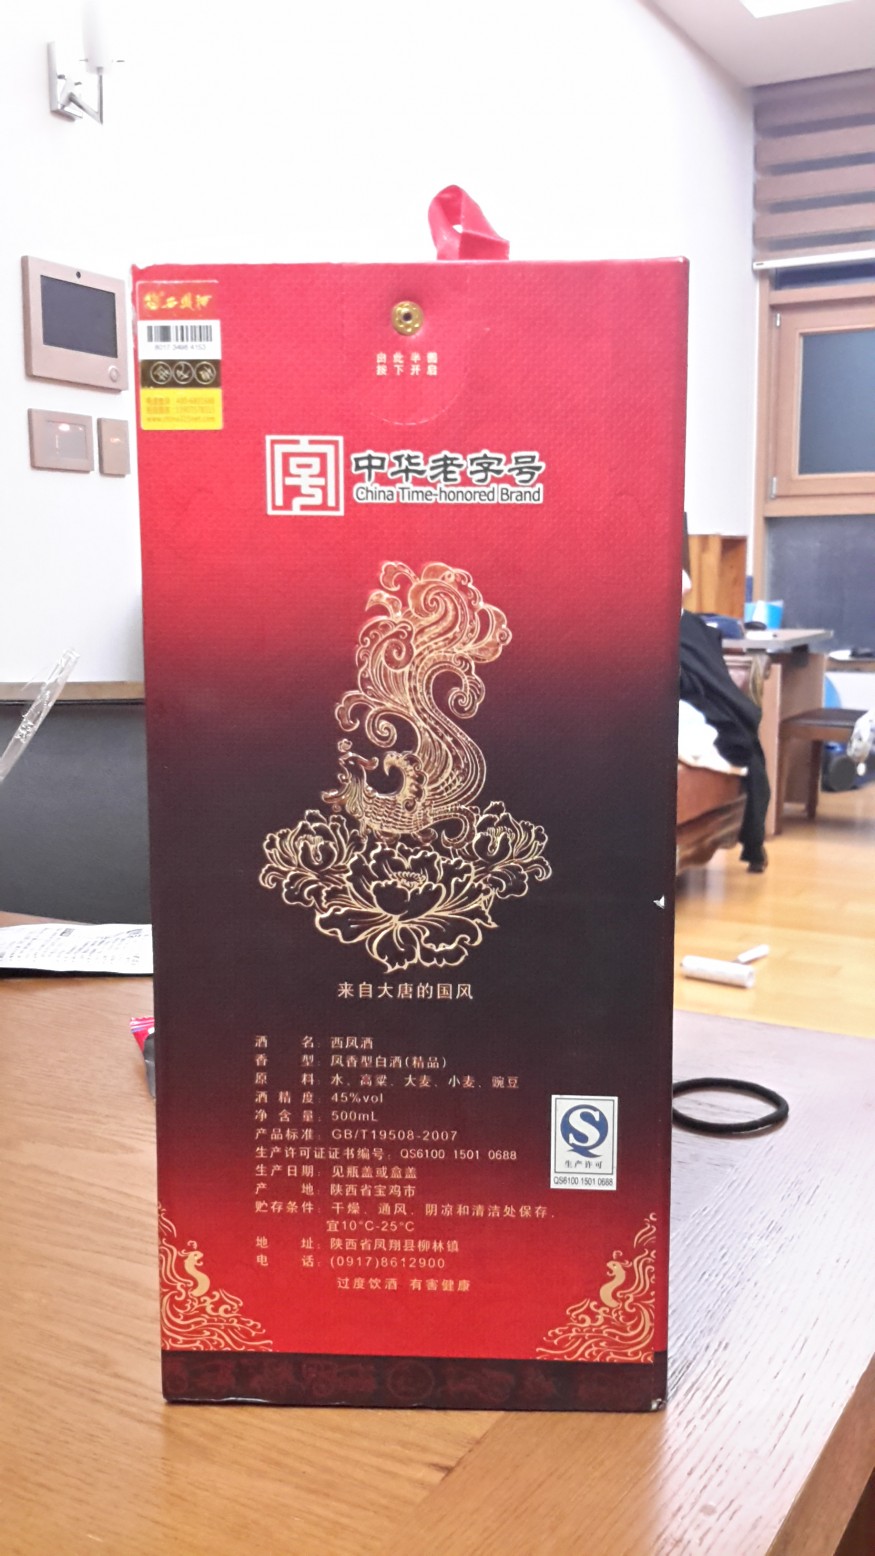 西凤酒
由此半圈
按下开启
中华老字号
China Time-honored Brand
来自大唐的国风
酒 名: 西凤酒
香 型: 凤香型白酒(精品)
原 料: 水、高粱、大麦、小麦、豌豆
酒 精 度: 45%vol
净 含 量: 500mL
产品标准: GB/T19508-2007
生产许可证证书编号: QS6100 1501 0688
生产日期: 见瓶盖或盒盖
产 地: 陕西省宝鸡市
贮存条件: 干燥、通风、阴凉和清洁处保存,
宜10°C-25°C
地 址: 陕西省凤翔县柳林镇
电 话: (0917)8612900
过度饮酒 有害健康
生产许可
QS6100 1501 0688